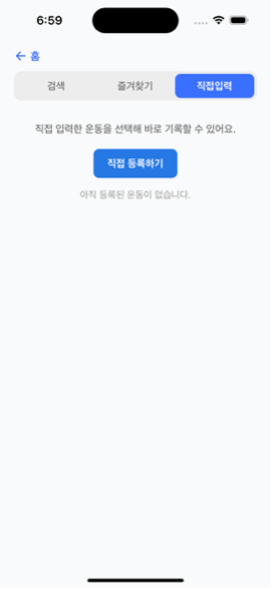 6:59
← 홈
검색 즐겨찾기 직접입력
직접 입력한 운동을 선택해 바로 기록할 수 있어요.
직접 등록하기
아직 등록된 운동이 없습니다.